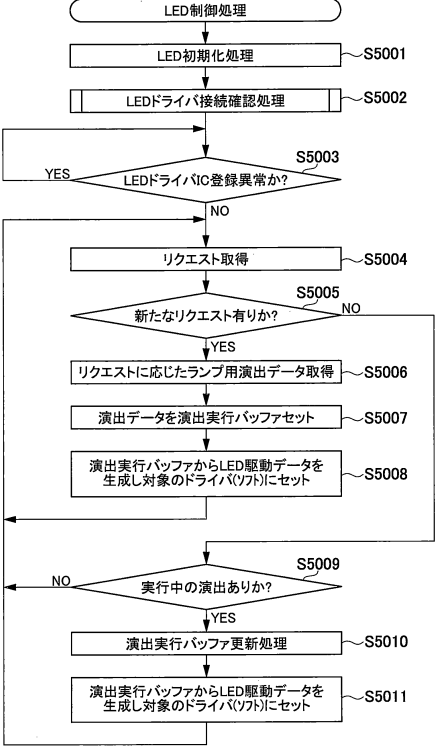 LED制御処理
LED初期化処理
S5001
LEDドライバ接続確認処理
S5002
S5003
LEDドライバIC登録異常か?
YES
NO
リクエスト取得
S5004
S5005
新たなリクエスト有りか?
NO
YES
リクエストに応じたランプ用演出データ取得
S5006
演出データを演出実行バッファセット
S5007
演出実行バッファからLED駆動データを
生成し対象のドライバ(ソフト)にセット
S5008
S5009
実行中の演出ありか?
NO
YES
演出実行バッファ更新処理
S5010
演出実行バッファからLED駆動データを
生成し対象のドライバ(ソフト)にセット
S5011